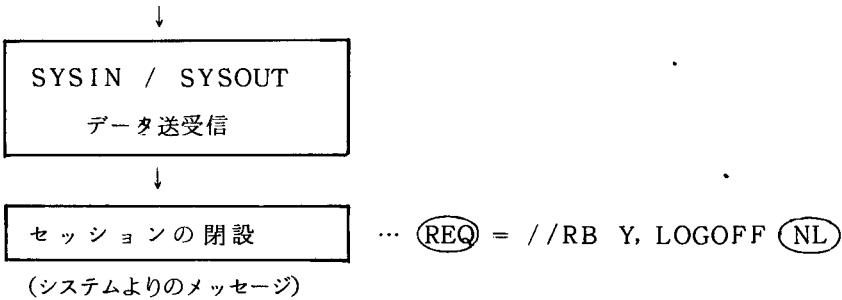 ↓
SYSIN / SYSOUT
データ送受信
↓
セッションの閉設 … REQ = //RB Y, LOGOFF NL
(システムよりのメッセージ)